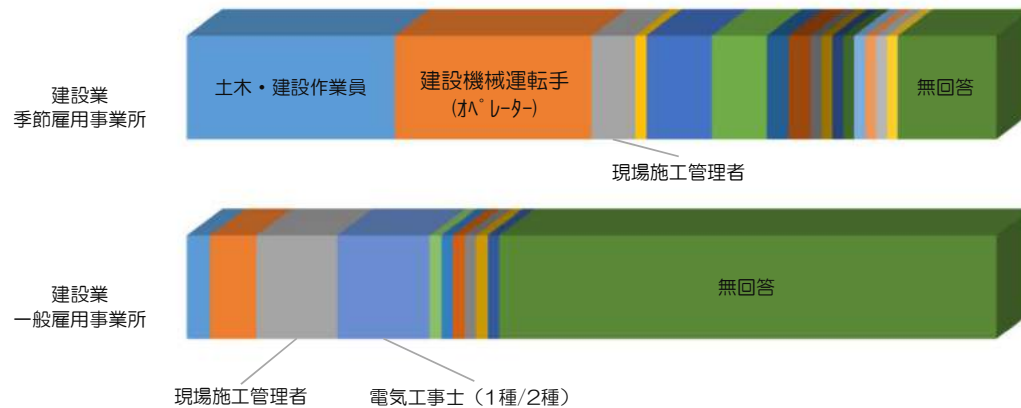 土木・建設作業員
建設機械運転手
(ｵﾍﾟﾚｰﾀｰ)
無回答
建設業
季節雇用事業所
現場施工管理者
無回答
建設業
一般雇用事業所
現場施工管理者
電気工事士（1種/2種）